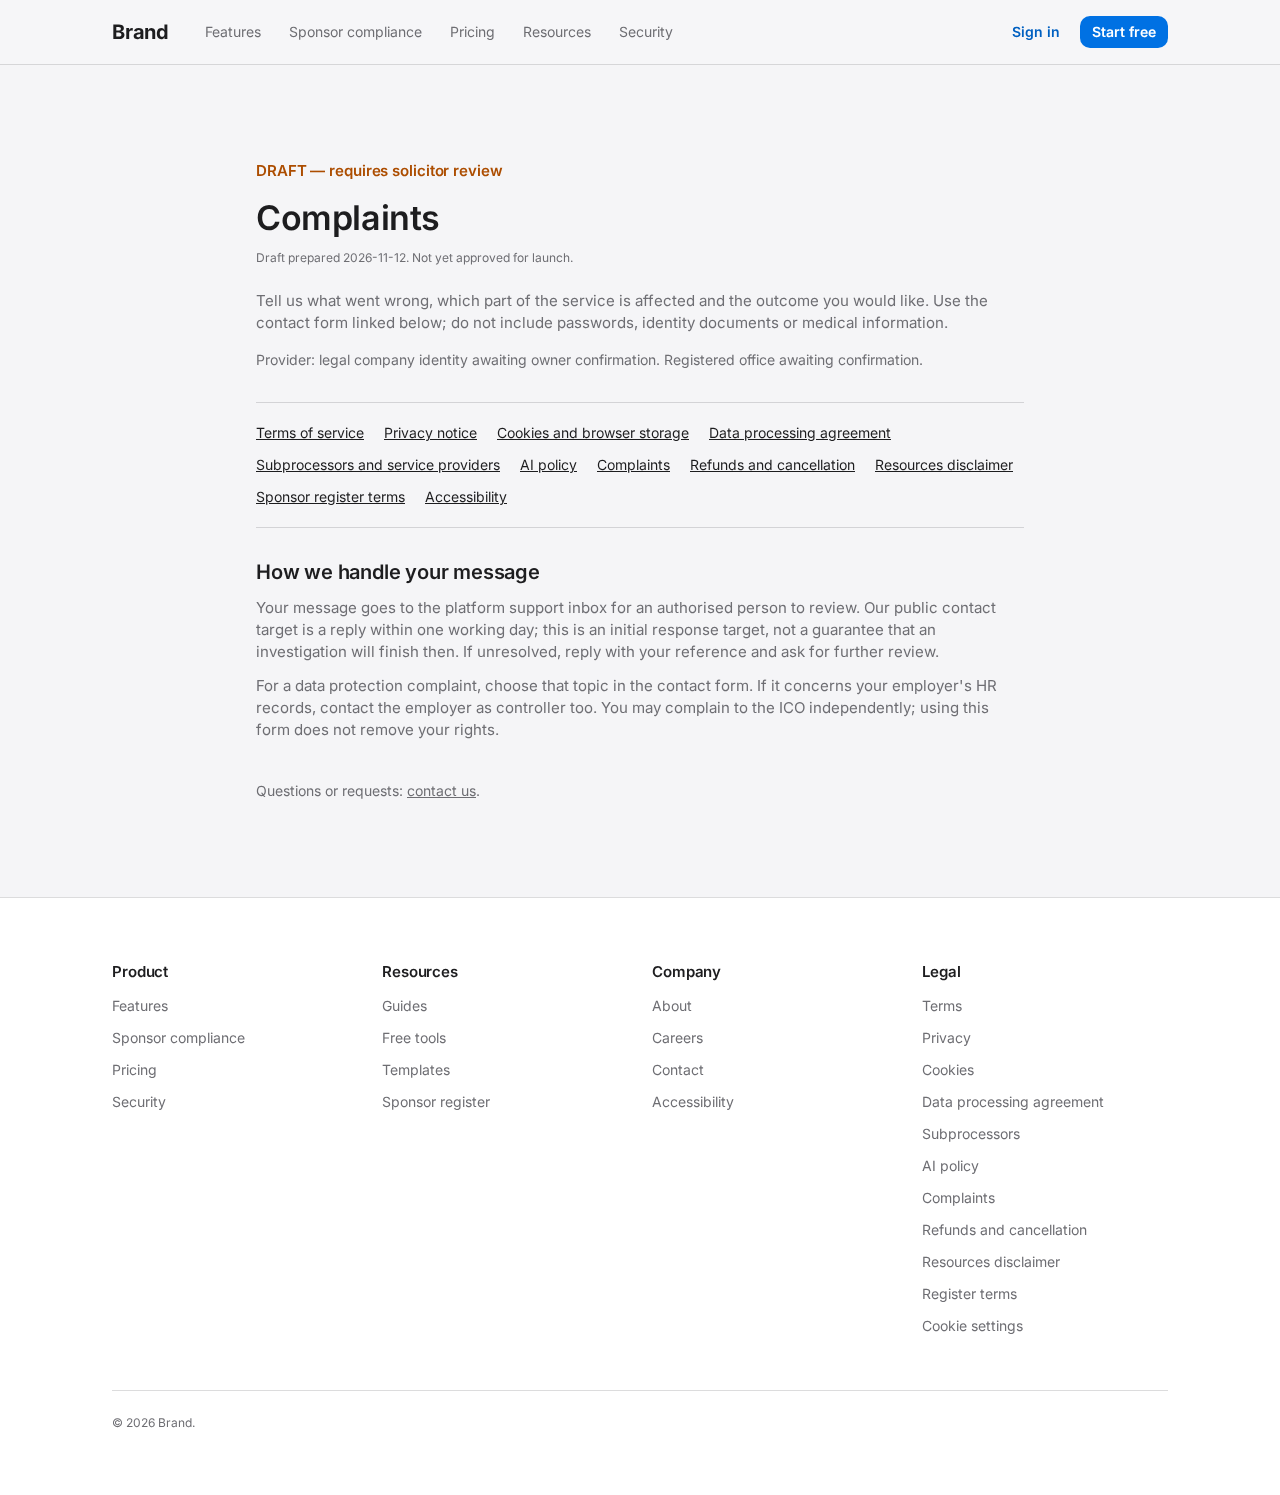 Brand
Features
Sponsor compliance
Pricing
Resources
Security
Sign in
Start free
DRAFT — requires solicitor review
Complaints
Draft prepared 2026-11-12. Not yet approved for launch.
Tell us what went wrong, which part of the service is affected and the outcome you would like. Use the
contact form linked below; do not include passwords, identity documents or medical information.
Provider: legal company identity awaiting owner confirmation. Registered office awaiting confirmation.
Terms of service Privacy notice Cookies and browser storage Data processing agreement
Subprocessors and service providers AI policy Complaints Refunds and cancellation Resources disclaimer
Sponsor register terms Accessibility
How we handle your message
Your message goes to the platform support inbox for an authorised person to review. Our public contact
target is a reply within one working day; this is an initial response target, not a guarantee that an
investigation will finish then. If unresolved, reply with your reference and ask for further review.
For a data protection complaint, choose that topic in the contact form. If it concerns your employer's HR
records, contact the employer as controller too. You may complain to the ICO independently; using this
form does not remove your rights.
Questions or requests: contact us.
Product
Features
Sponsor compliance
Pricing
Security
Resources
Guides
Free tools
Templates
Sponsor register
Company
About
Careers
Contact
Accessibility
Legal
Terms
Privacy
Cookies
Data processing agreement
Subprocessors
AI policy
Complaints
Refunds and cancellation
Resources disclaimer
Register terms
Cookie settings
© 2026 Brand.